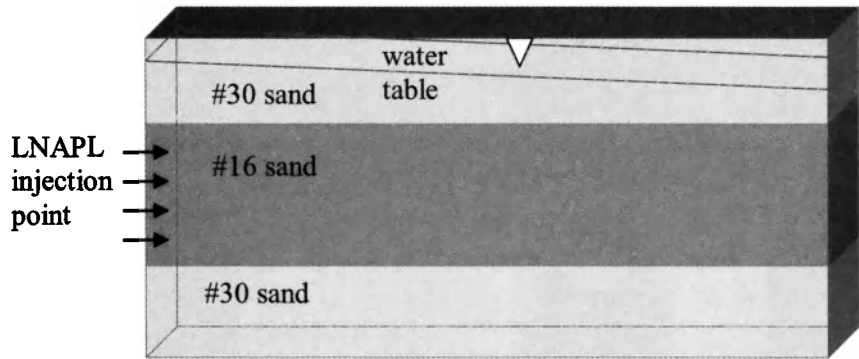 water
table
#30 sand
LNAPL
injection
point
#16 sand
#30 sand